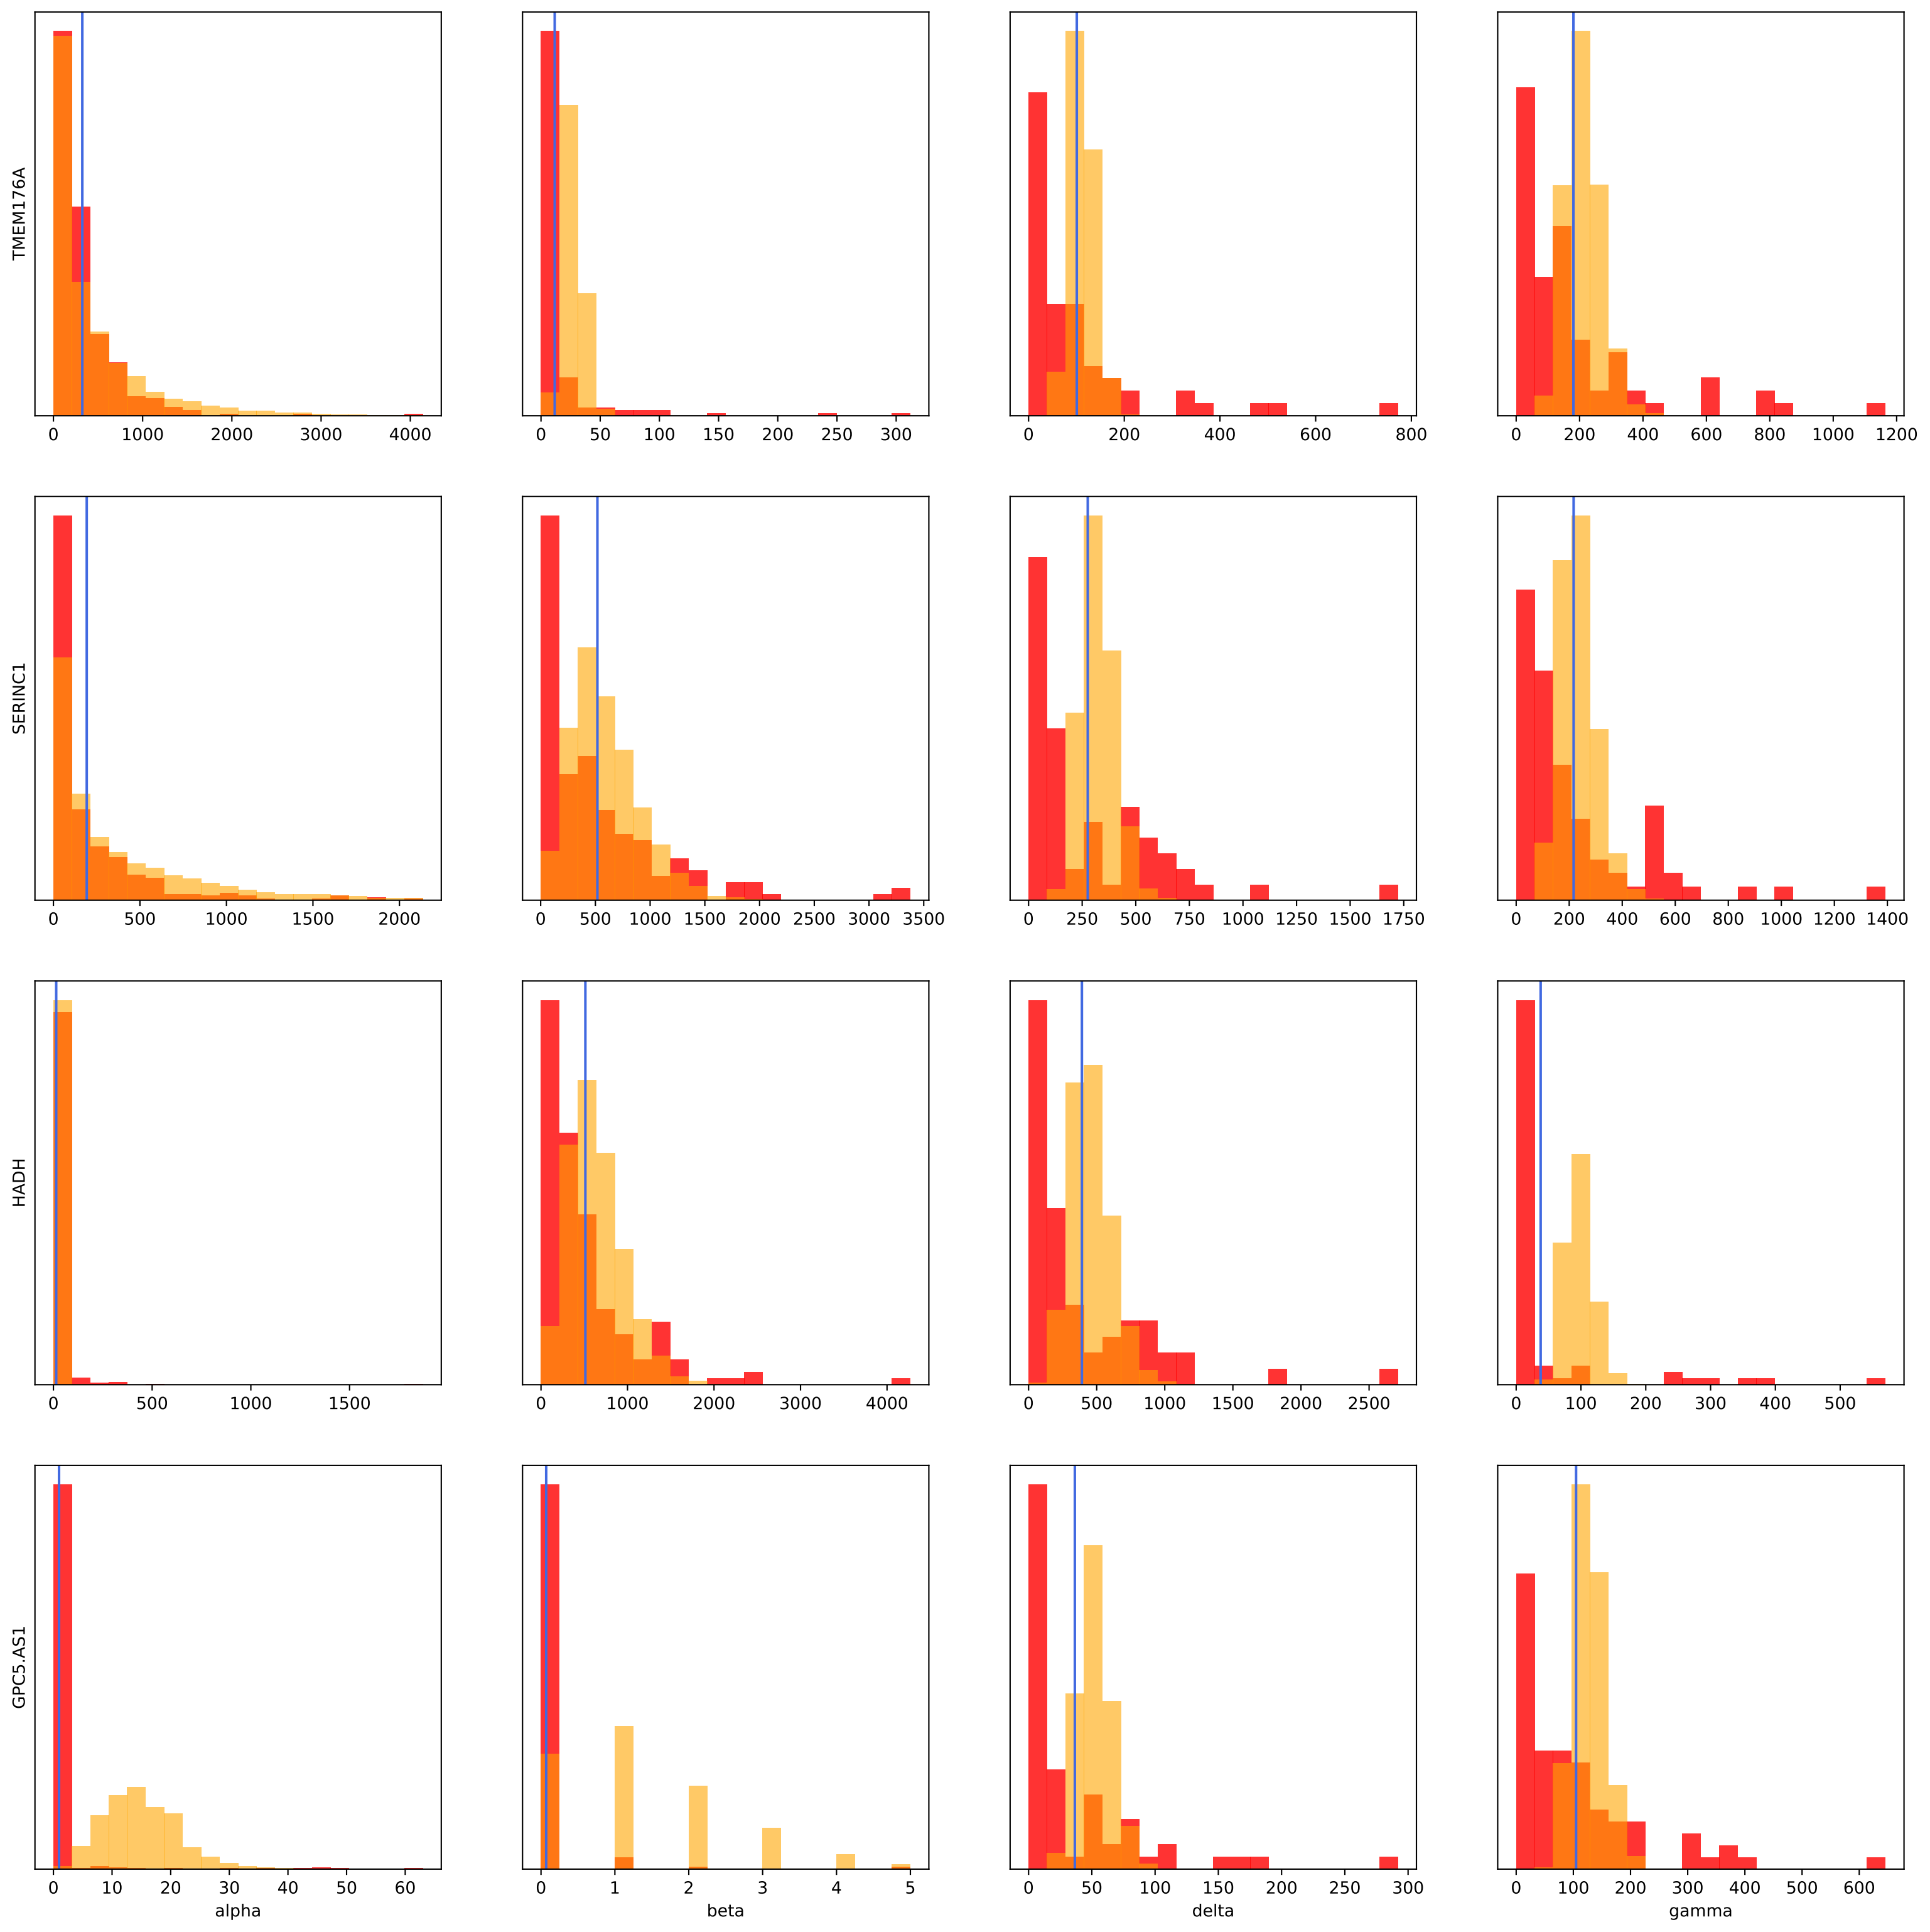 TMEM176A
0 1000 2000 3000 4000
0 50 100 150 200 250 300
0 200 400 600 800
0 200 400 600 800 1000 1200
SERINC1
0 500 1000 1500 2000
0 500 1000 1500 2000 2500 3000 3500
0 250 500 750 1000 1250 1500 1750
0 200 400 600 800 1000 1200 1400
HADH
0 500 1000 1500
0 1000 2000 3000 4000
0 500 1000 1500 2000 2500
0 100 200 300 400 500
GPC5.AS1
0 10 20 30 40 50 60
alpha
0 1 2 3 4 5
beta
0 50 100 150 200 250 300
delta
0 100 200 300 400 500 600
gamma